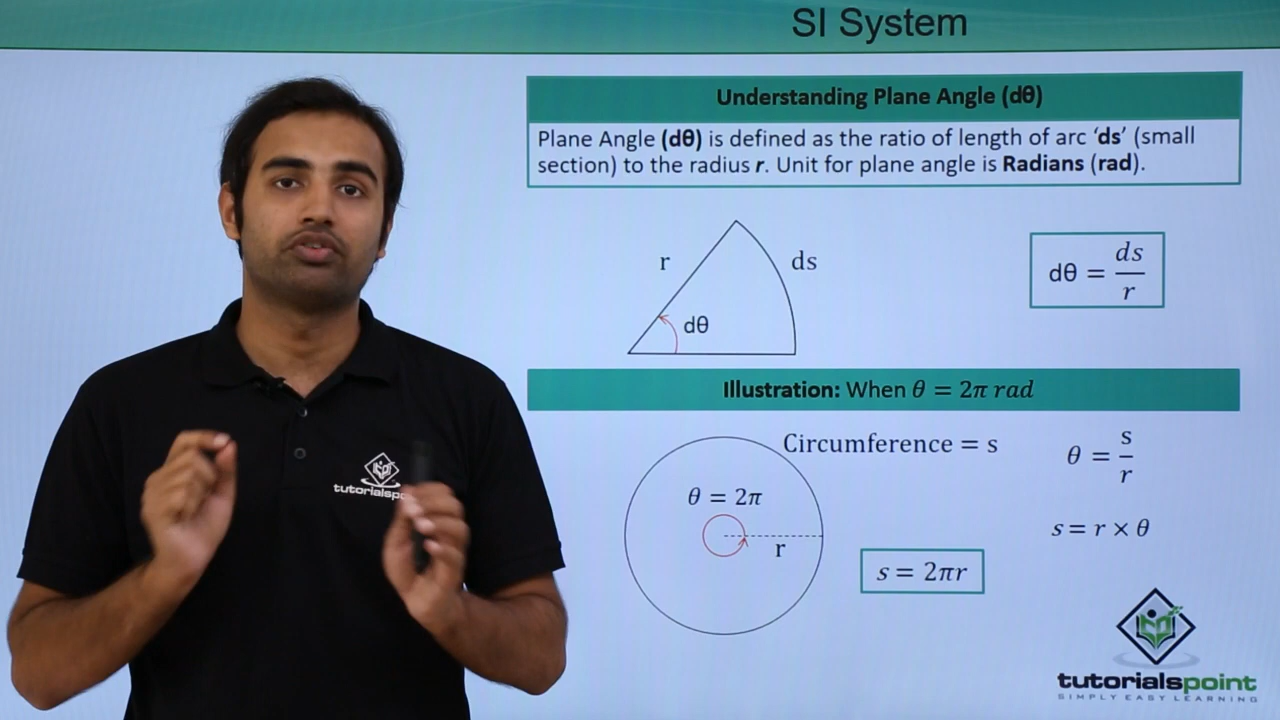 SI System
Understanding Plane Angle (dθ)
Plane Angle (dθ) is defined as the ratio of length of arc ‘ds’ (small
section) to the radius r. Unit for plane angle is Radians (rad).
r
ds
dθ
dθ = ds/r
Illustration: When θ = 2π rad
Circumference = s
θ = s/r
θ = 2π
r
s = r × θ
s = 2πr
tutorialspoint
SIMPLY EASY LEARNING